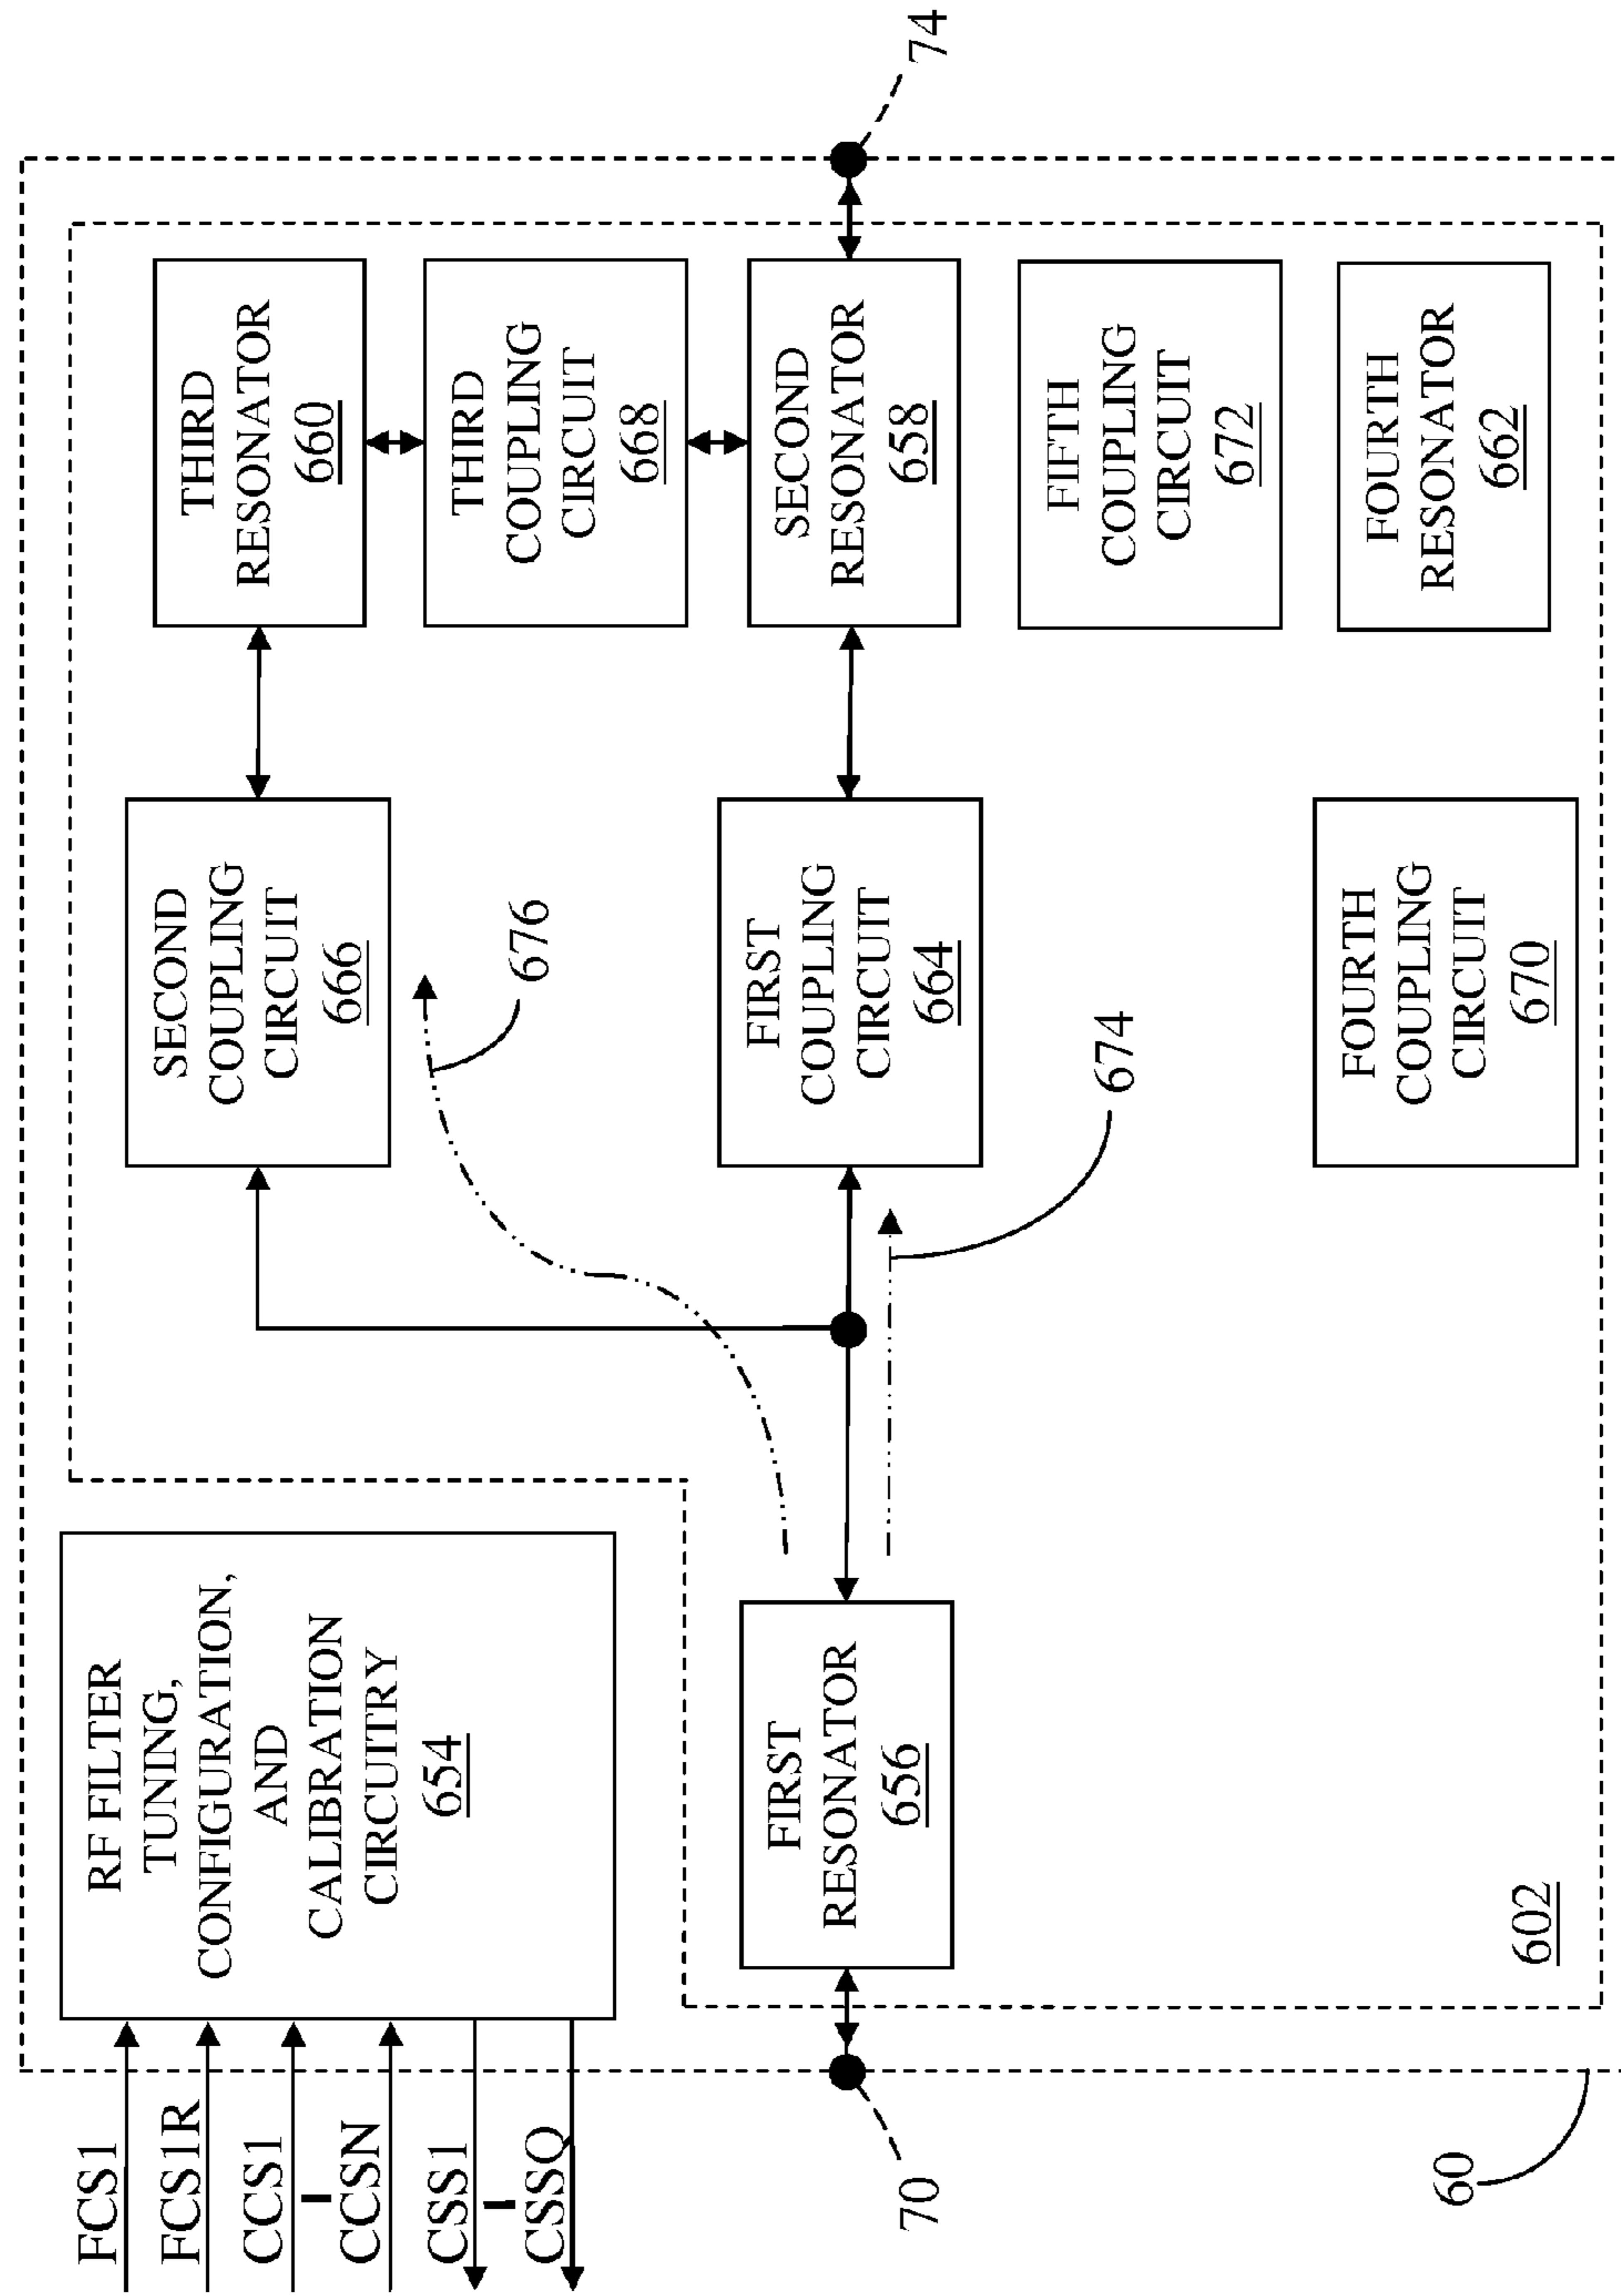 FCS1
FCS1R
CCS1
CCSN
CSS1
CSSQ
RF FILTER
TUNING,
CONFIGURATION,
AND
CALIBRATION
CIRCUITRY
654
SECOND
COUPLING
CIRCUIT
666
THIRD
RESONATOR
660
676
THIRD
COUPLING
CIRCUIT
668
70
FIRST
RESONATOR
656
FIRST
COUPLING
CIRCUIT
664
SECOND
RESONATOR
658
74
674
FIFTH
COUPLING
CIRCUIT
672
60
602
FOURTH
COUPLING
CIRCUIT
670
FOURTH
RESONATOR
662